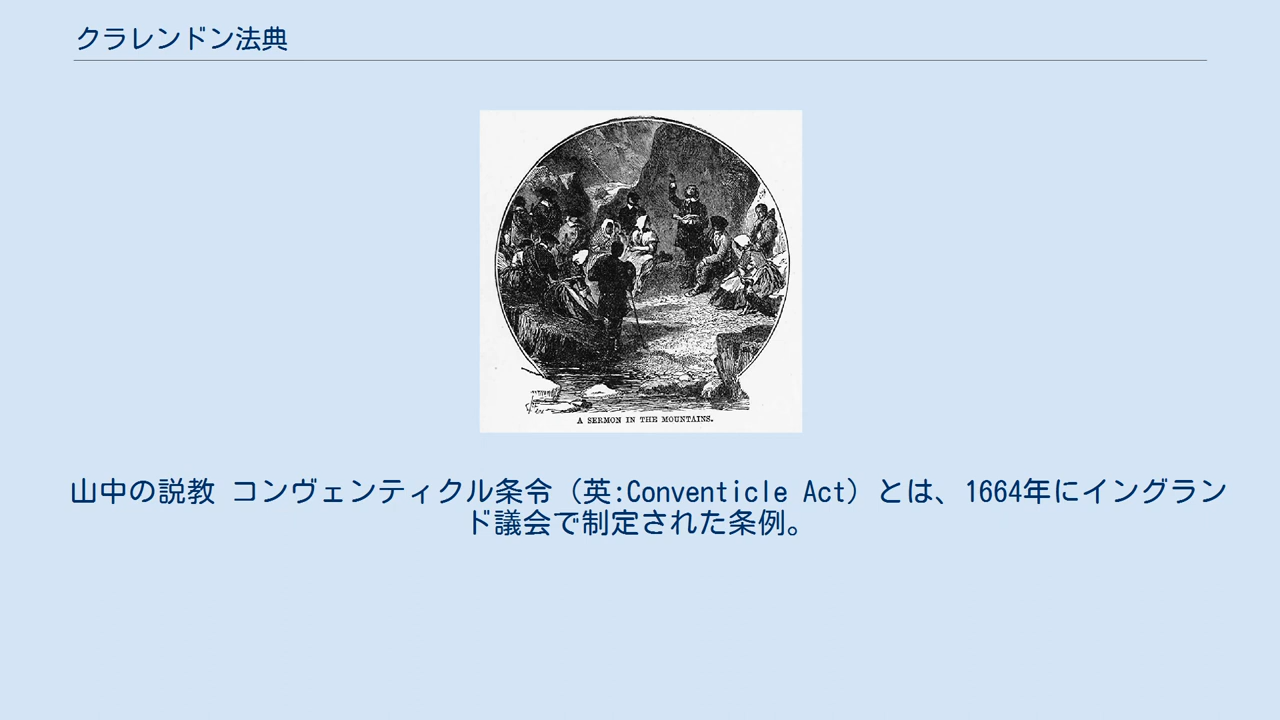 クラレンドン法典
A SERMON IN THE MOUNTAINS.
山中の説教 コンヴェンティクル条令（英:Conventicle Act）とは、1664年にイングラン
ド議会で制定された条例。